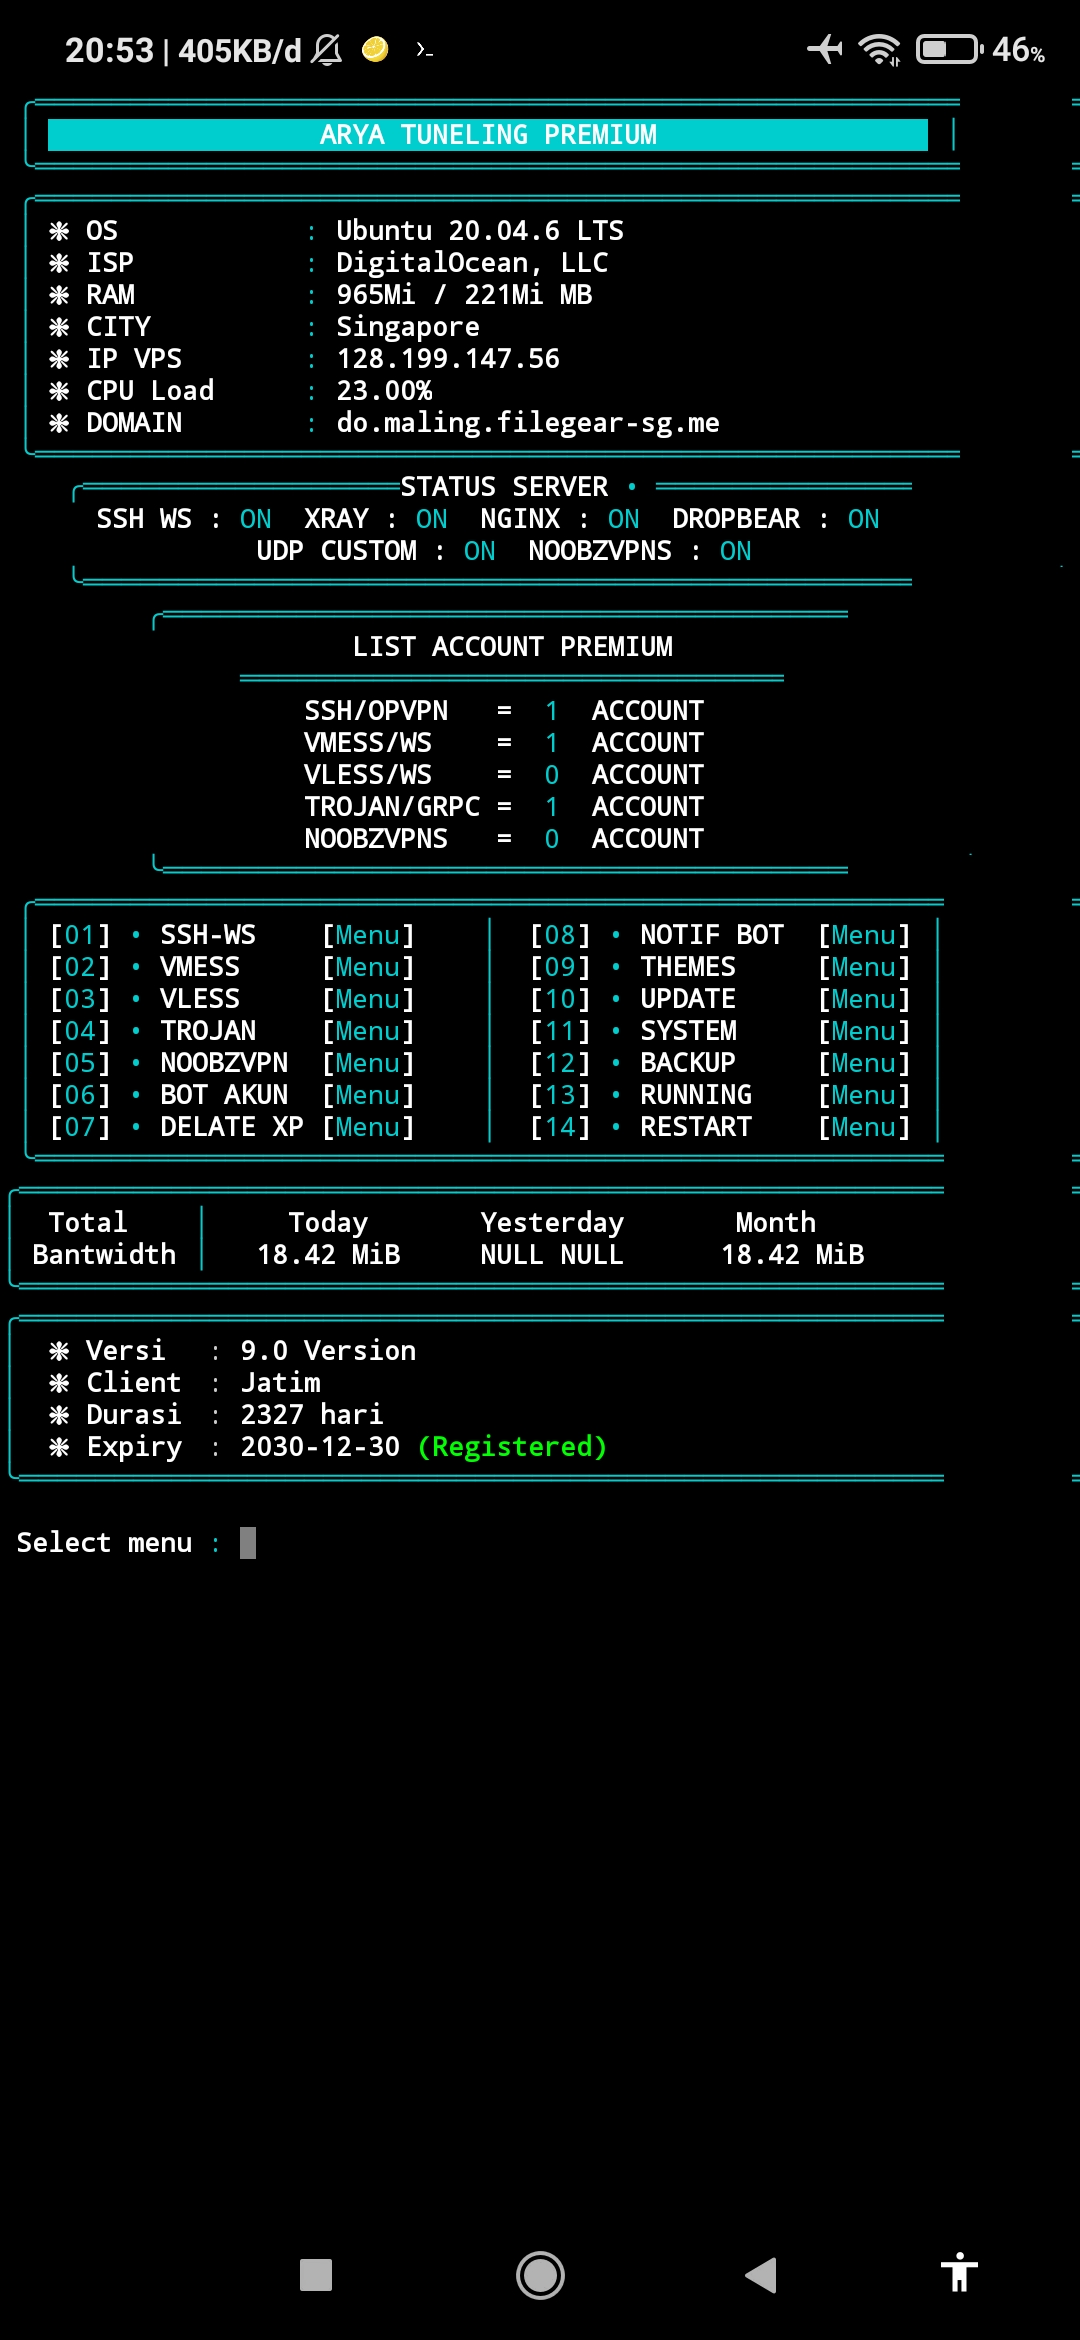 20:53 | 405KB/d 46%
ARYA TUNELING PREMIUM
❋ OS : Ubuntu 20.04.6 LTS
❋ ISP : DigitalOcean, LLC
❋ RAM : 965Mi / 221Mi MB
❋ CITY : Singapore
❋ IP VPS : 128.199.147.56
❋ CPU Load : 23.00%
❋ DOMAIN : do.maling.filegear-sg.me
STATUS SERVER •
SSH WS : ON XRAY : ON NGINX : ON DROPBEAR : ON
UDP CUSTOM : ON NOOBZVPNS : ON
LIST ACCOUNT PREMIUM
SSH/OPVPN = 1 ACCOUNT
VMESS/WS = 1 ACCOUNT
VLESS/WS = 0 ACCOUNT
TROJAN/GRPC = 1 ACCOUNT
NOOBZVPNS = 0 ACCOUNT
[01] • SSH-WS [Menu] │ [08] • NOTIF BOT [Menu] │
[02] • VMESS [Menu] │ [09] • THEMES [Menu] │
[03] • VLESS [Menu] │ [10] • UPDATE [Menu] │
[04] • TROJAN [Menu] │ [11] • SYSTEM [Menu] │
[05] • NOOBZVPN [Menu] │ [12] • BACKUP [Menu] │
[06] • BOT AKUN [Menu] │ [13] • RUNNING [Menu] │
[07] • DELATE XP [Menu] │ [14] • RESTART [Menu] │
Total │ Today Yesterday Month
Bantwidth │ 18.42 MiB NULL NULL 18.42 MiB
❋ Versi : 9.0 Version
❋ Client : Jatim
❋ Durasi : 2327 hari
❋ Expiry : 2030-12-30 (Registered)
Select menu :